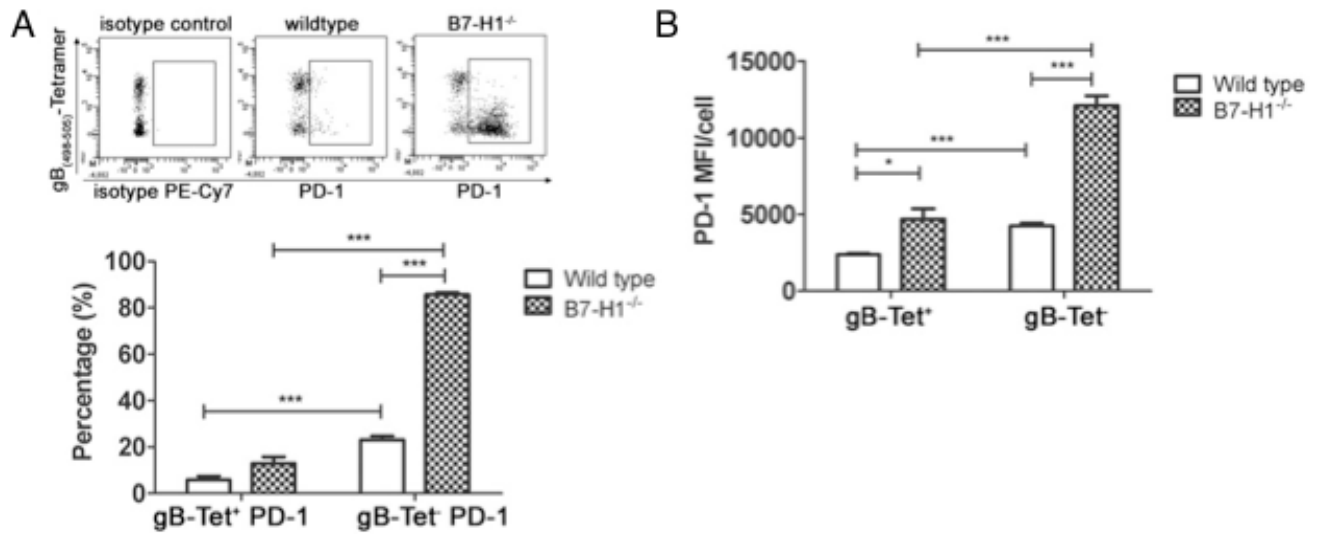 A
isotype control wildtype B7-H1-/-
gB(498-505)-Tetramer
isotype PE-Cy7 PD-1 PD-1
***
***
***
Percentage (%)
100
80
60
40
20
0
gB-Tet+ PD-1 gB-Tet- PD-1
Wild type
B7-H1-/-
B
***
***
***
*
PD-1 MFI/cell
15000
10000
5000
0
gB-Tet+ gB-Tet-
Wild type
B7-H1-/-